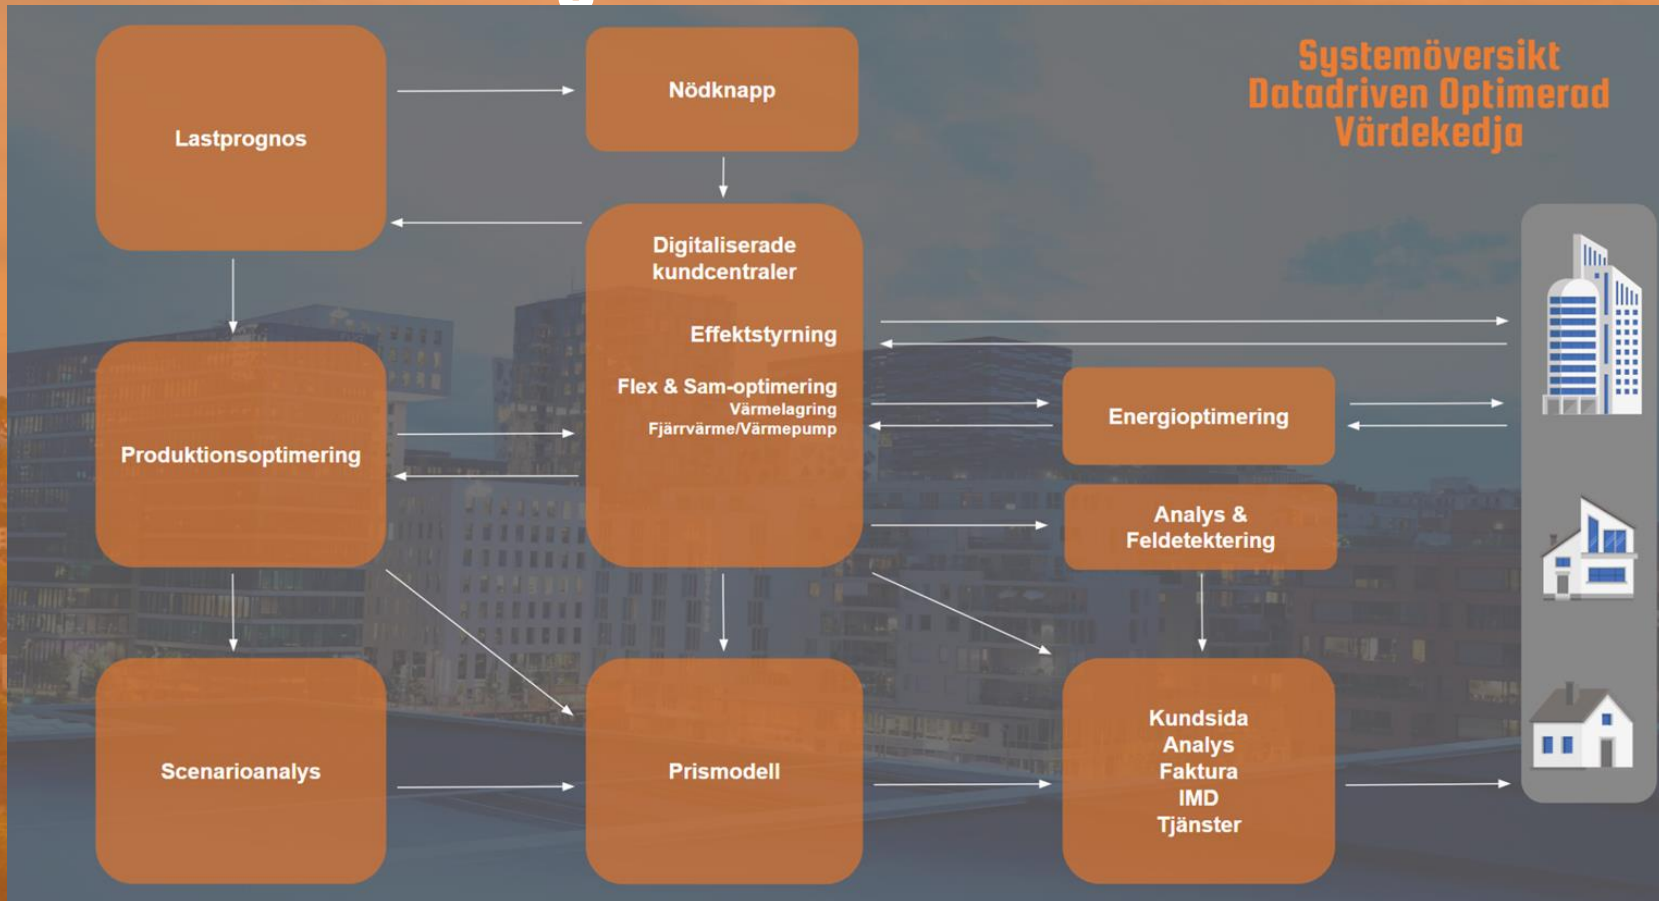 Systemöversikt
Datadriven Optimerad
Värdekedja
Lastprognos
Nödknapp
Digitaliserade
kundcentraler
Effektstyrning
Flex & Sam-optimering
Värmelagring
Fjärrvärme/Värmepump
Produktionsoptimering
Energioptimering
Analys &
Feldetektering
Scenarioanalys
Prismodell
Kundsida
Analys
Faktura
IMD
Tjänster